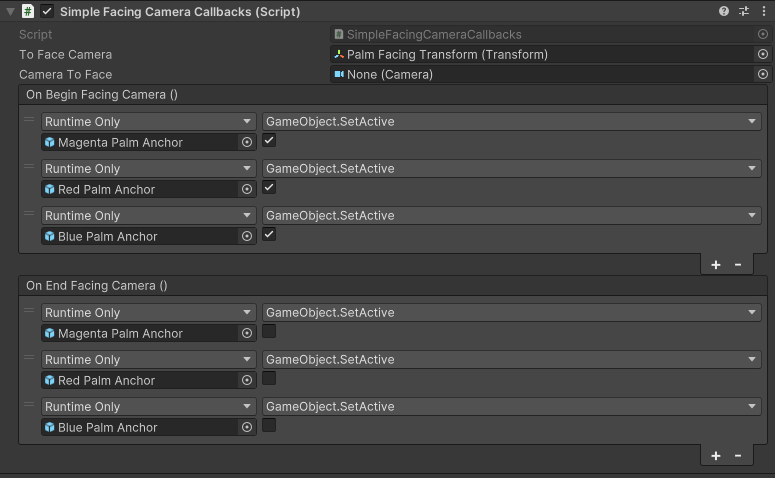 Simple Facing Camera Callbacks (Script)
Script SimpleFacingCameraCallbacks
To Face Camera Palm Facing Transform (Transform)
Camera To Face None (Camera)
On Begin Facing Camera ()
Runtime Only GameObject.SetActive
Magenta Palm Anchor
Runtime Only GameObject.SetActive
Red Palm Anchor
Runtime Only GameObject.SetActive
Blue Palm Anchor
+ -
On End Facing Camera ()
Runtime Only GameObject.SetActive
Magenta Palm Anchor
Runtime Only GameObject.SetActive
Red Palm Anchor
Runtime Only GameObject.SetActive
Blue Palm Anchor
+ -